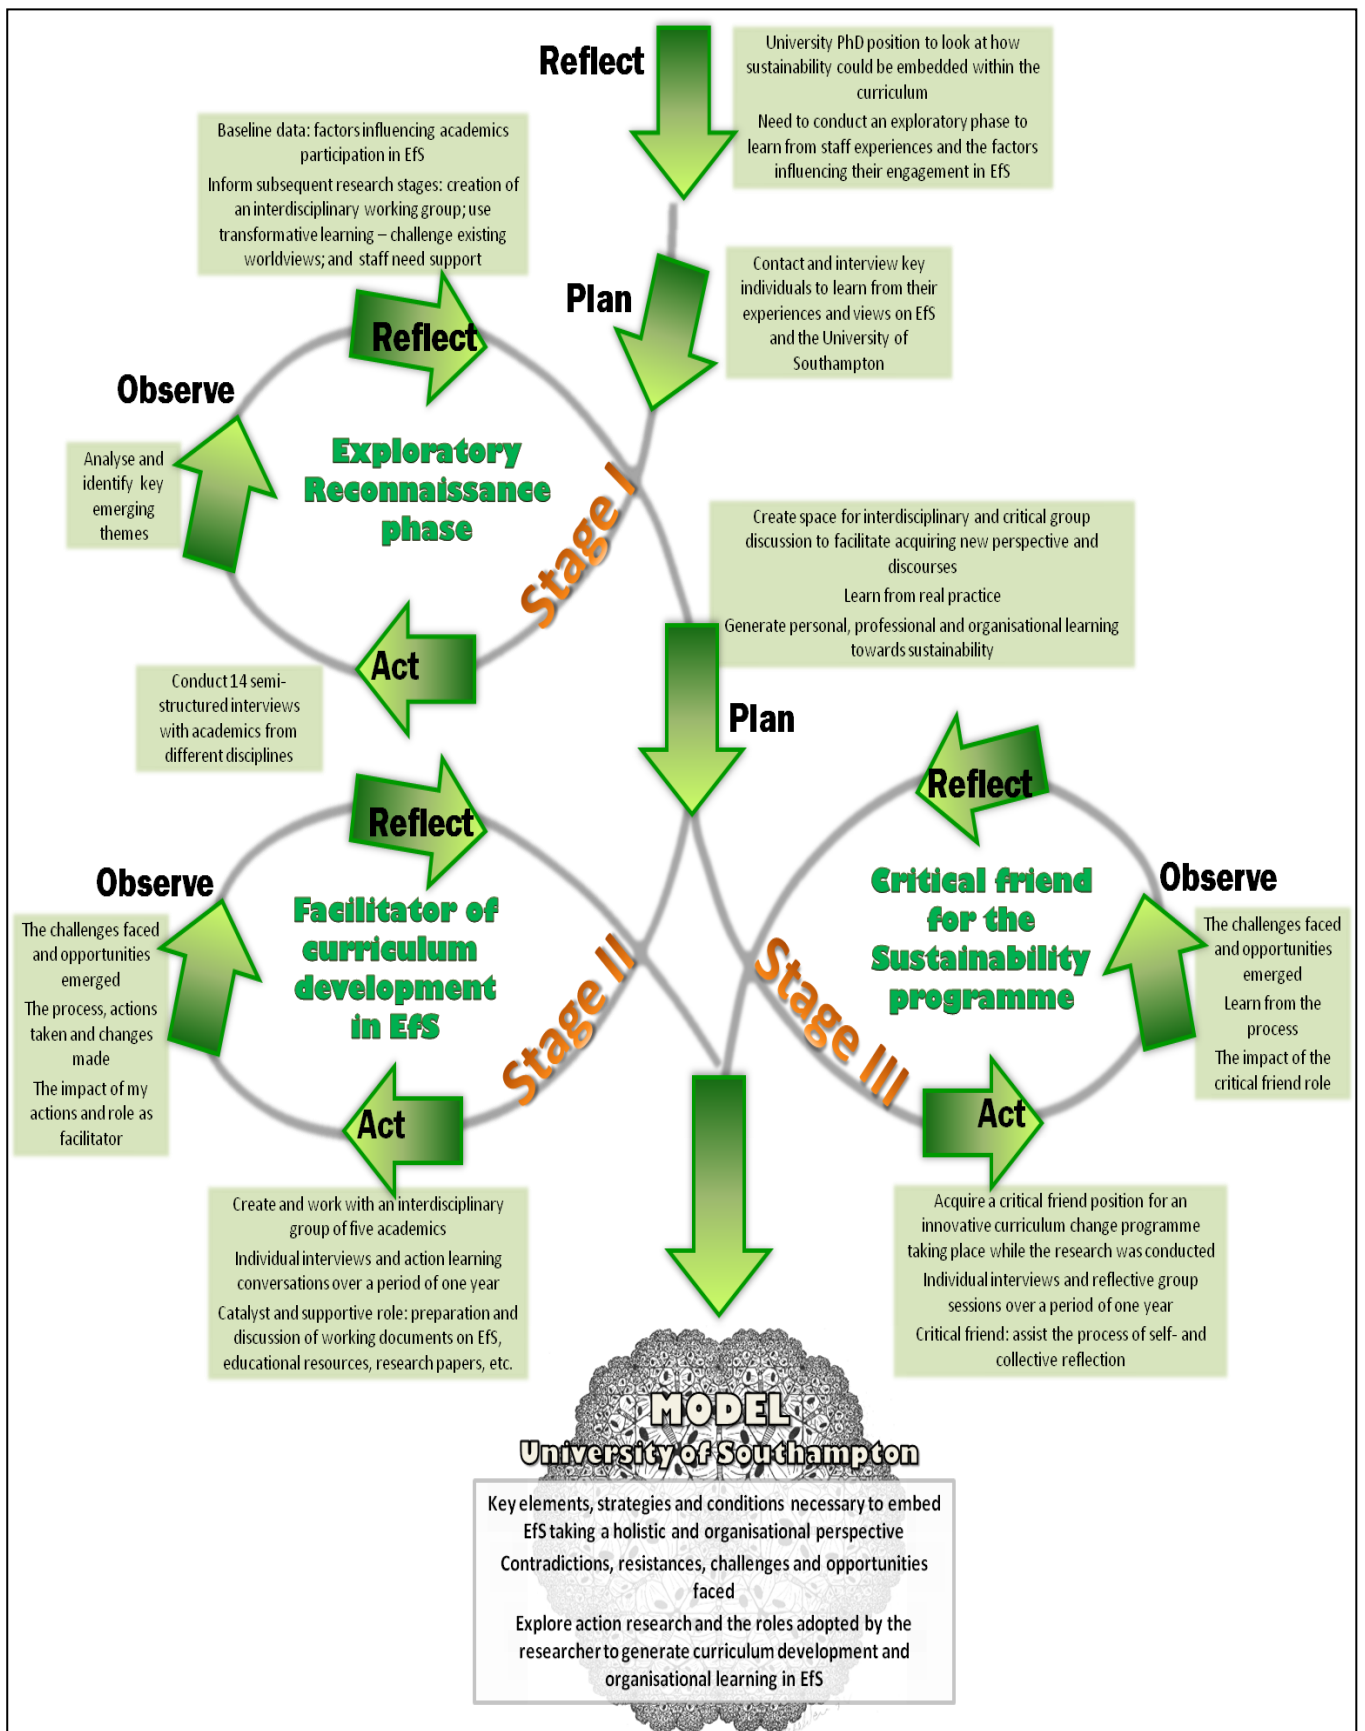 Reflect
University PhD position to look at how
sustainability could be embedded within the
curriculum
Need to conduct an exploratory phase to
learn from staff experiences and the factors
influencing their engagement in EfS
Baseline data: factors influencing academics
participation in EfS
Inform subsequent research stages: creation of
an interdisciplinary working group; use
transformative learning – challenge existing
worldviews; and staff need support
Plan
Contact and interview key
individuals to learn from their
experiences and views on EfS
and the University of
Southampton
Reflect
Observe
Analyse and
identify key
emerging
themes
Exploratory
Reconnaissance
phase
Stage I
Act
Conduct 14 semi-
structured interviews
with academics from
different disciplines
Create space for interdisciplinary and critical group
discussion to facilitate acquiring new perspective and
discourses
Learn from real practice
Generate personal, professional and organisational learning
towards sustainability
Plan
Reflect
Observe
The challenges faced
and opportunities
emerged
The process, actions
taken and changes
made
The impact of my
actions and role as
facilitator
Facilitator of
curriculum
development
in EfS
Stage II
Act
Create and work with an interdisciplinary
group of five academics
Individual interviews and action learning
conversations over a period of one year
Catalyst and supportive role: preparation and
discussion of working documents on EfS,
educational resources, research papers, etc.
Reflect
Critical friend
for the
Sustainability
programme
Observe
The challenges faced
and opportunities
emerged
Learn from the
process
The impact of the
critical friend role
Stage III
Act
Acquire a critical friend position for an
innovative curriculum change programme
taking place while the research was conducted
Individual interviews and reflective group
sessions over a period of one year
Critical friend: assist the process of self- and
collective reflection
MODEL
University of Southampton
Key elements, strategies and conditions necessary to embed
EfS taking a holistic and organisational perspective
Contradictions, resistances, challenges and opportunities
faced
Explore action research and the roles adopted by the
researcher to generate curriculum development and
organisational learning in EfS